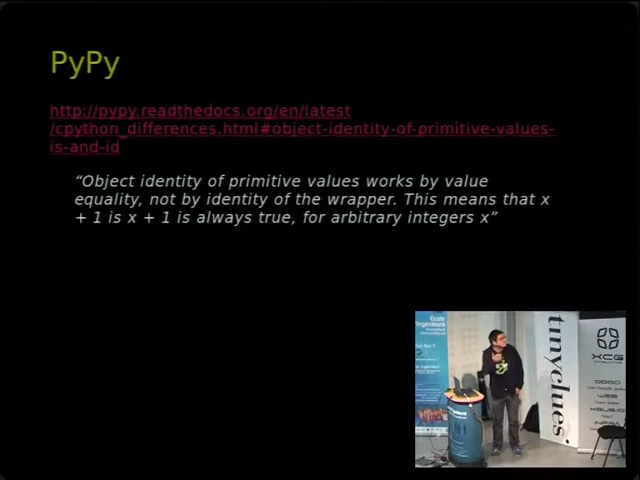 PyPy
http://pypy.readthedocs.org/en/latest
/cpython_differences.html#object-identity-of-primitive-values-
is-and-id
“Object identity of primitive values works by value
equality, not by identity of the wrapper. This means that x
+ 1 is x + 1 is always true, for arbitrary integers x”
tinyclues
XCG